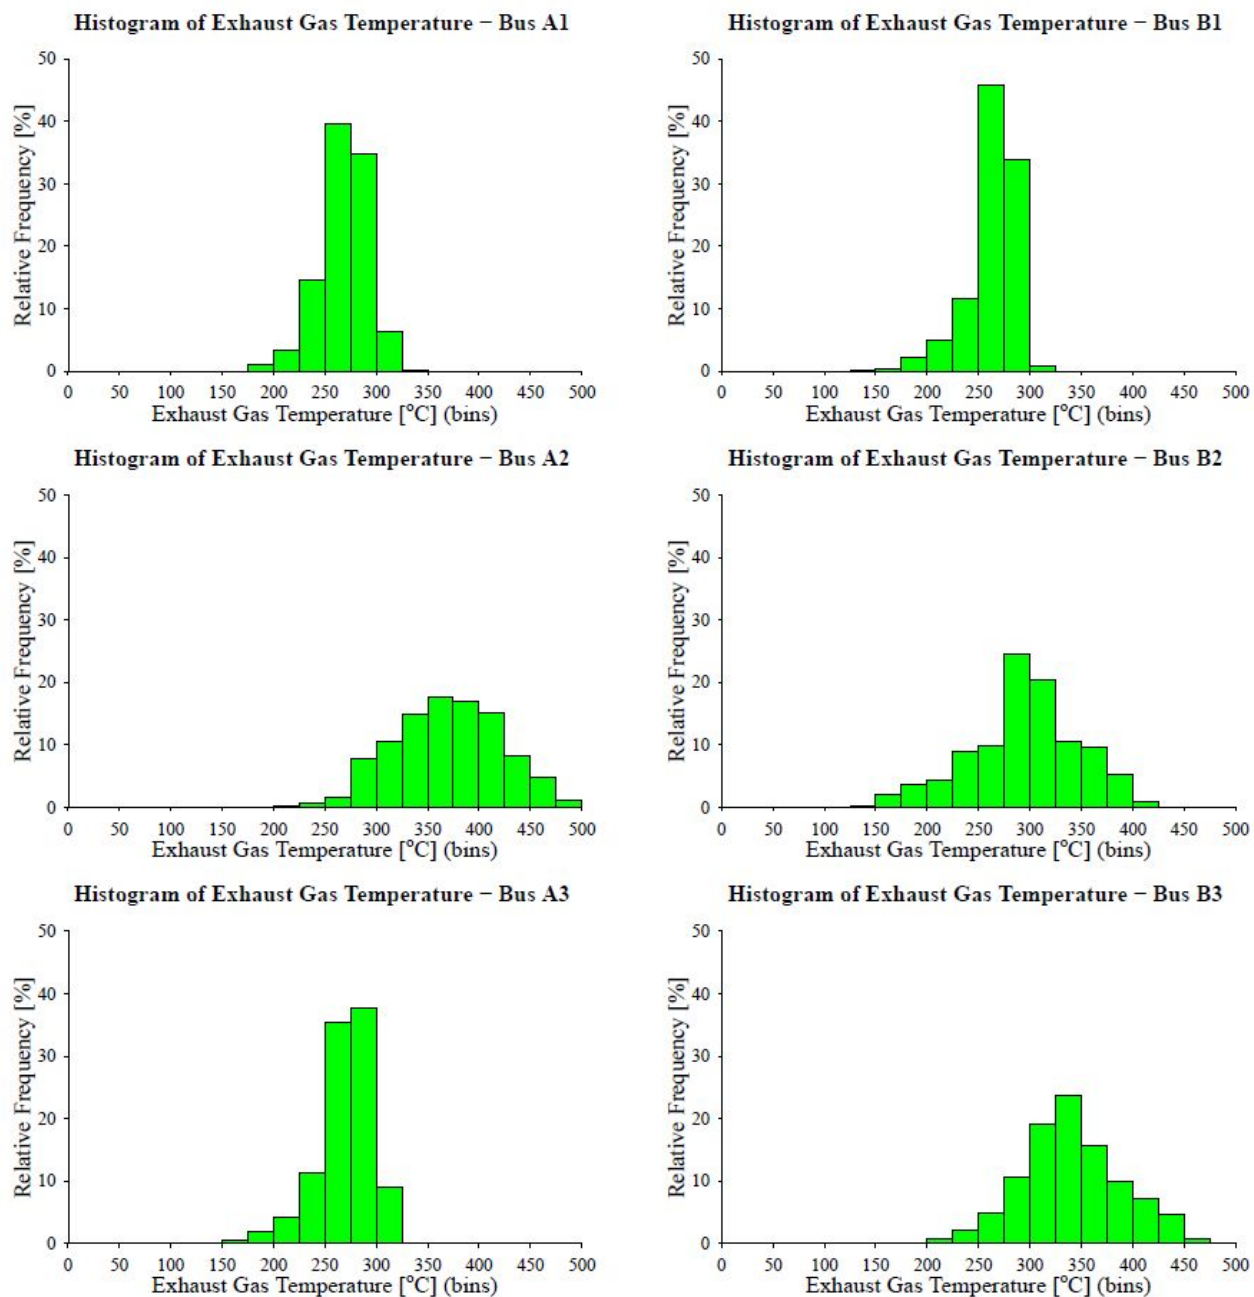 Histogram of Exhaust Gas Temperature − Bus A1
50
40
30
20
10
0
Relative Frequency [%]
0 50 100 150 200 250 300 350 400 450 500
Exhaust Gas Temperature [°C] (bins)
Histogram of Exhaust Gas Temperature − Bus B1
50
40
30
20
10
0
Relative Frequency [%]
0 50 100 150 200 250 300 350 400 450 500
Exhaust Gas Temperature [°C] (bins)
Histogram of Exhaust Gas Temperature − Bus A2
50
40
30
20
10
0
Relative Frequency [%]
0 50 100 150 200 250 300 350 400 450 500
Exhaust Gas Temperature [°C] (bins)
Histogram of Exhaust Gas Temperature − Bus B2
50
40
30
20
10
0
Relative Frequency [%]
0 50 100 150 200 250 300 350 400 450 500
Exhaust Gas Temperature [°C] (bins)
Histogram of Exhaust Gas Temperature − Bus A3
50
40
30
20
10
0
Relative Frequency [%]
0 50 100 150 200 250 300 350 400 450 500
Exhaust Gas Temperature [°C] (bins)
Histogram of Exhaust Gas Temperature − Bus B3
50
40
30
20
10
0
Relative Frequency [%]
0 50 100 150 200 250 300 350 400 450 500
Exhaust Gas Temperature [°C] (bins)